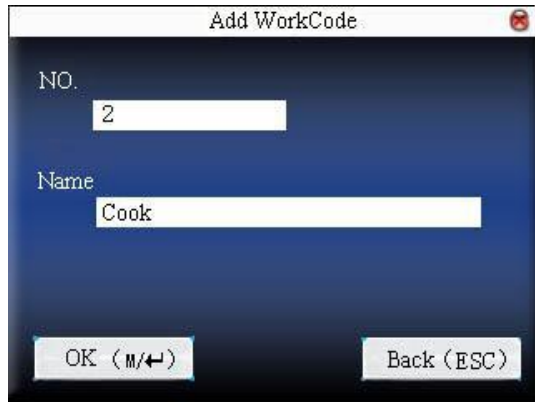 Add WorkCode
NO.
2
Name
Cook
OK (M/↵) Back (ESC)